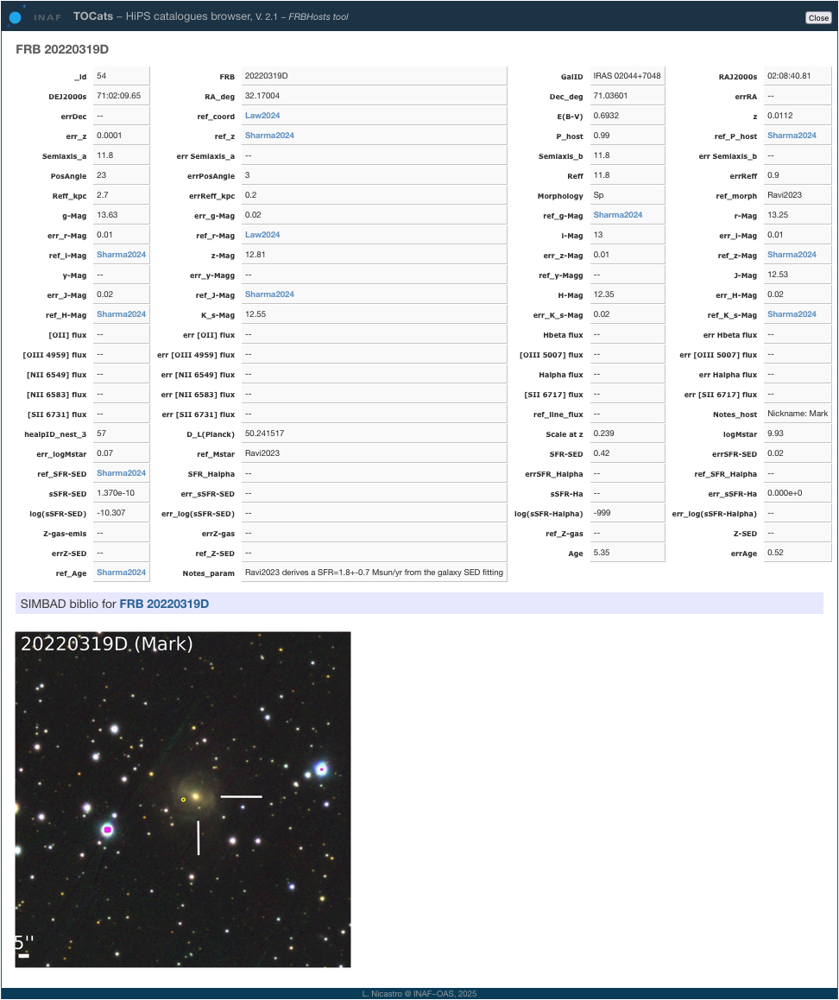 INAF TOCats – HiPS catalogues browser, V. 2.1 – FRBHosts tool Close
FRB 20220319D
_id 54 FRB 20220319D GalID IRAS 02044+7048 RAJ2000s 02:08:40.81
DEJ2000s 71:02:09.65 RA_deg 32.17004 Dec_deg 71.03601 errRA --
errDec -- ref_coord Law2024 E(B-V) 0.6932 z 0.0112
err_z 0.0001 ref_z Sharma2024 P_host 0.99 ref_P_host Sharma2024
Semiaxis_a 11.8 err Semiaxis_a -- Semiaxis_b 11.8 err Semiaxis_b --
PosAngle 23 errPosAngle 3 Reff 11.8 errReff 0.9
Reff_kpc 2.7 errReff_kpc 0.2 Morphology Sp ref_morph Ravi2023
g-Mag 13.63 err_g-Mag 0.02 ref_g-Mag Sharma2024 r-Mag 13.25
err_r-Mag 0.01 ref_r-Mag Law2024 i-Mag 13 err_i-Mag 0.01
ref_i-Mag Sharma2024 z-Mag 12.81 err_z-Mag 0.01 ref_z-Mag Sharma2024
y-Mag -- err_y-Magg -- ref_y-Magg -- J-Mag 12.53
err_J-Mag 0.02 ref_J-Mag Sharma2024 H-Mag 12.35 err_H-Mag 0.02
ref_H-Mag Sharma2024 K_s-Mag 12.55 err_K_s-Mag 0.02 ref_K_s-Mag Sharma2024
[OII] flux -- err [OII] flux -- Hbeta flux -- err Hbeta flux --
[OIII 4959] flux -- err [OIII 4959] flux -- [OIII 5007] flux -- err [OIII 5007] flux --
[NII 6549] flux -- err [NII 6549] flux -- Halpha flux -- err Halpha flux --
[NII 6583] flux -- err [NII 6583] flux -- [SII 6717] flux -- err [SII 6717] flux --
[SII 6731] flux -- err [SII 6731] flux -- ref_line_flux -- Notes_host Nickname: Mark
healpID_nest_3 57 D_L(Planck) 50.241517 Scale at z 0.239 logMstar 9.93
err_logMstar 0.07 ref_Mstar Ravi2023 SFR-SED 0.42 errSFR-SED 0.02
ref_SFR-SED Sharma2024 SFR_Halpha -- errSFR_Halpha -- ref_SFR_Halpha --
sSFR-SED 1.370e-10 err_sSFR-SED -- sSFR-Ha -- err_sSFR-Ha 0.000e+0
log(sSFR-SED) -10.307 err_log(sSFR-SED) -- log(sSFR-Halpha) -999 err_log(sSFR-Halpha) --
Z-gas-emis -- errZ-gas -- ref_Z-gas -- Z-SED --
errZ-SED -- ref_Z-SED -- Age 5.35 errAge 0.52
ref_Age Sharma2024 Notes_param Ravi2023 derives a SFR=1.8+-0.7 Msun/yr from the galaxy SED fitting
SIMBAD biblio for FRB 20220319D
20220319D (Mark)
5''
L. Nicastro @ INAF–OAS, 2025